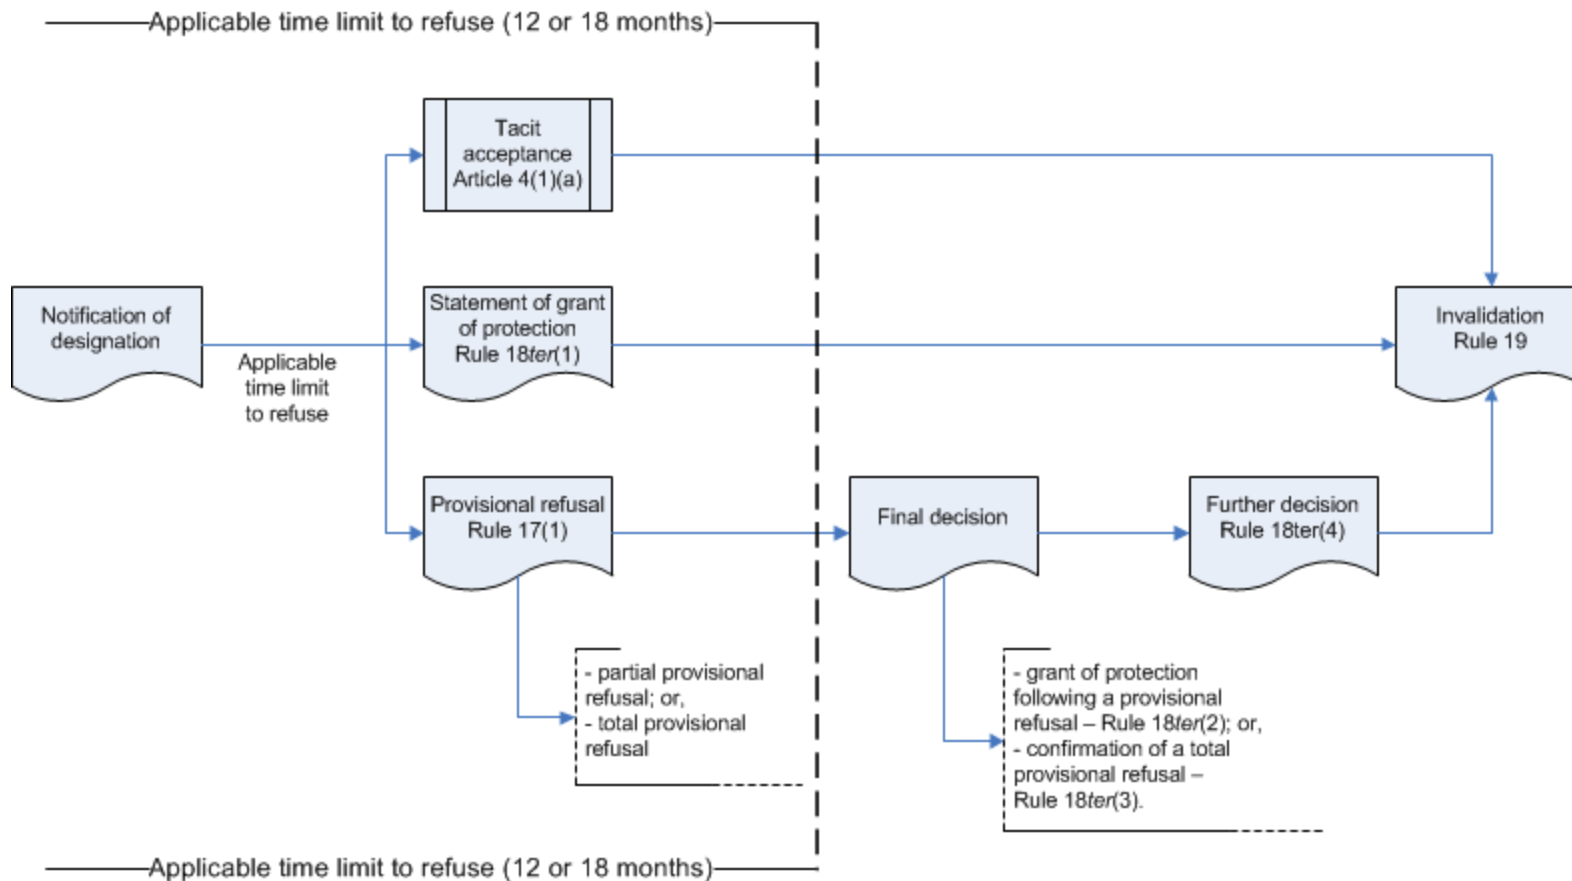 Applicable time limit to refuse (12 or 18 months)
Tacit
acceptance
Article 4(1)(a)
Notification of
designation
Applicable
time limit
to refuse
Statement of grant
of protection
Rule 18ter(1)
Invalidation
Rule 19
Provisional refusal
Rule 17(1)
Final decision
Further decision
Rule 18ter(4)
- partial provisional
refusal; or,
- total provisional
refusal
- grant of protection
following a provisional
refusal – Rule 18ter(2); or,
- confirmation of a total
provisional refusal –
Rule 18ter(3).
Applicable time limit to refuse (12 or 18 months)